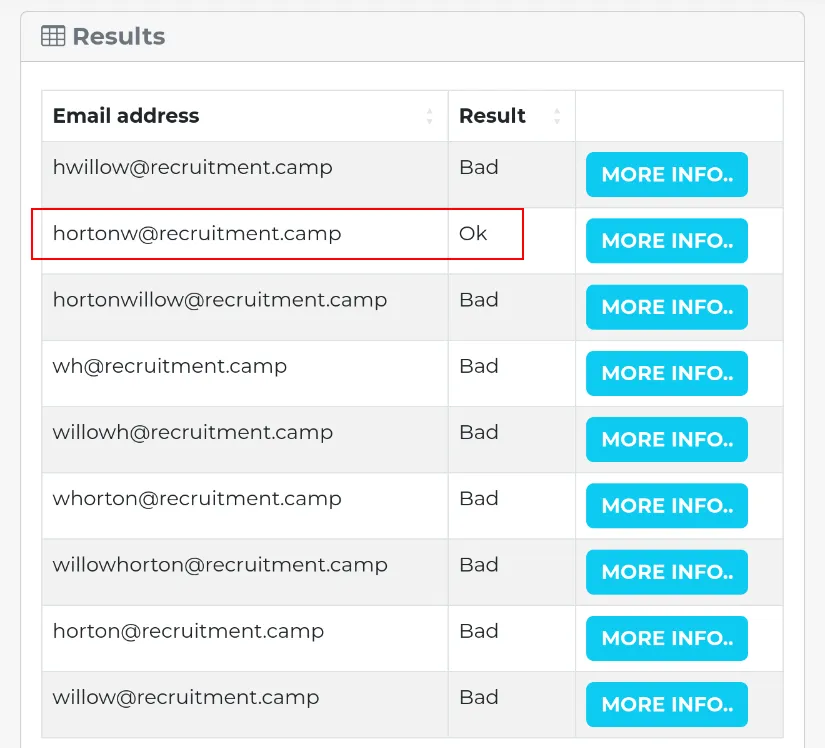 Results
Email address Result
hwillow@recruitment.camp Bad MORE INFO..
hortonw@recruitment.camp Ok MORE INFO..
hortonwillow@recruitment.camp Bad MORE INFO..
wh@recruitment.camp Bad MORE INFO..
willowh@recruitment.camp Bad MORE INFO..
whorton@recruitment.camp Bad MORE INFO..
willowhorton@recruitment.camp Bad MORE INFO..
horton@recruitment.camp Bad MORE INFO..
willow@recruitment.camp Bad MORE INFO..